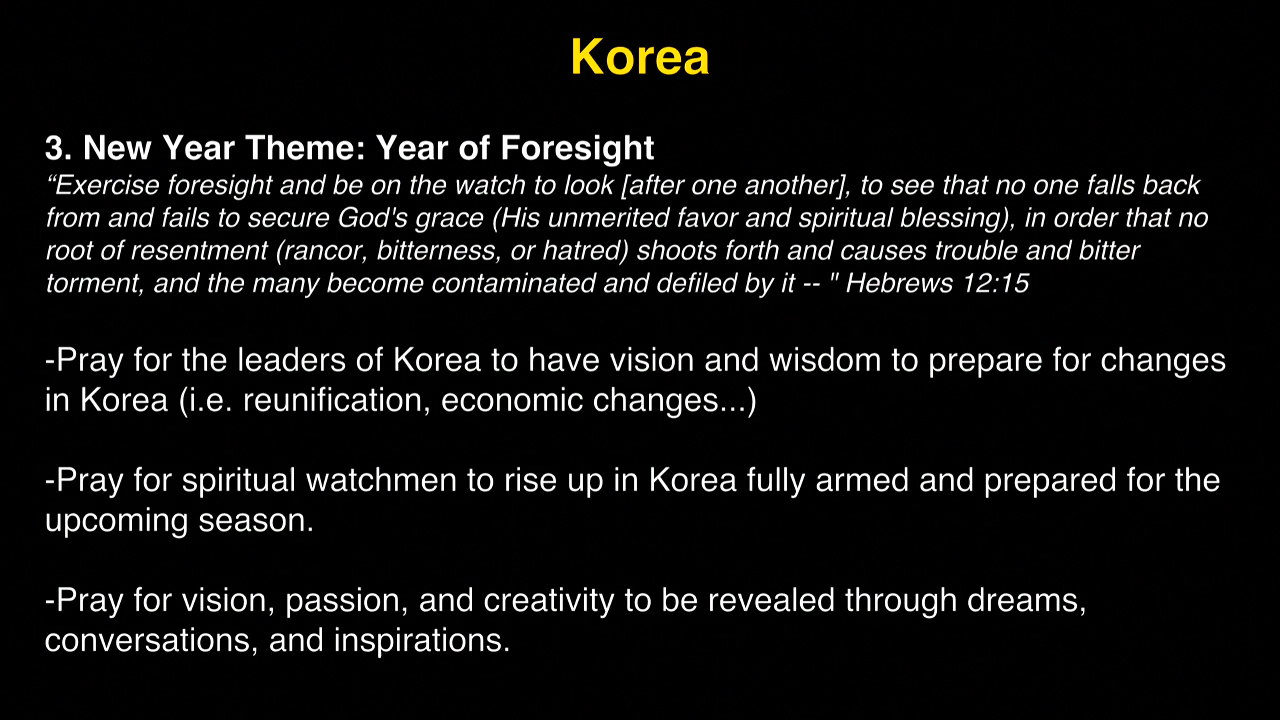 Korea
3. New Year Theme: Year of Foresight
“Exercise foresight and be on the watch to look [after one another], to see that no one falls back
from and fails to secure God's grace (His unmerited favor and spiritual blessing), in order that no
root of resentment (rancor, bitterness, or hatred) shoots forth and causes trouble and bitter
torment, and the many become contaminated and defiled by it -- " Hebrews 12:15
-Pray for the leaders of Korea to have vision and wisdom to prepare for changes
in Korea (i.e. reunification, economic changes...)
-Pray for spiritual watchmen to rise up in Korea fully armed and prepared for the
upcoming season.
-Pray for vision, passion, and creativity to be revealed through dreams,
conversations, and inspirations.